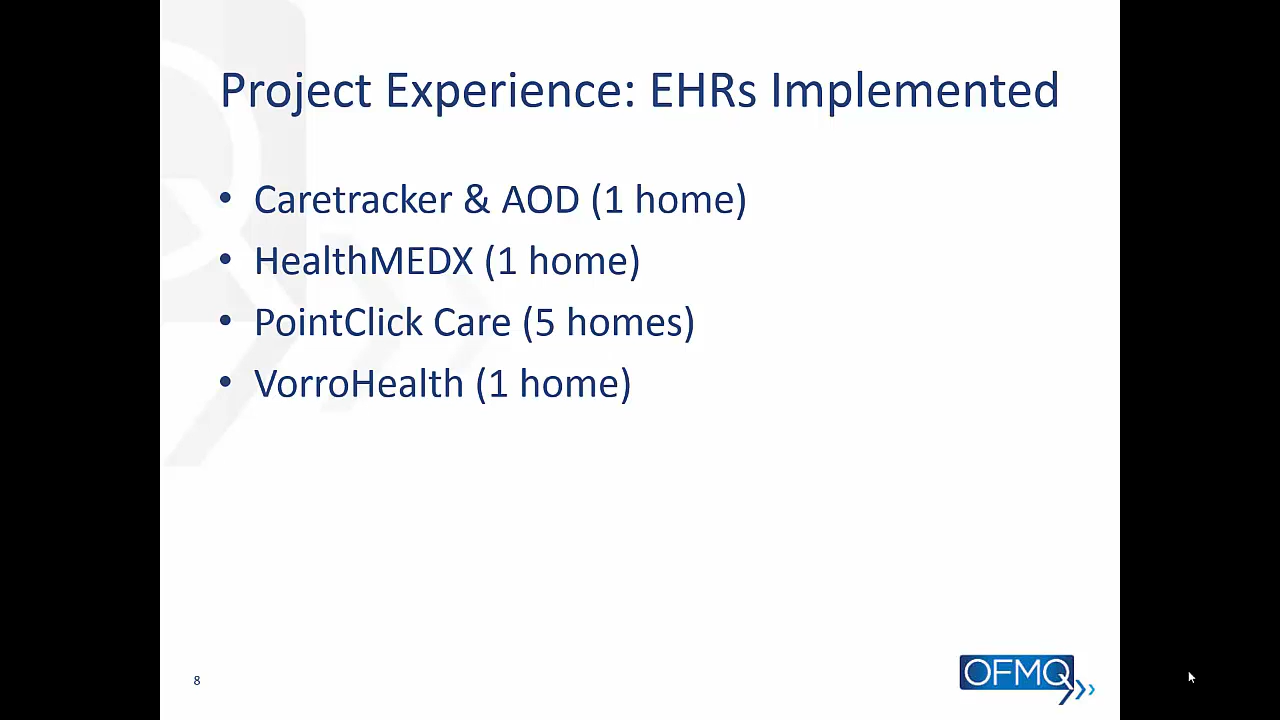 Project Experience: EHRs Implemented
• Caretracker & AOD (1 home)
• HealthMEDX (1 home)
• PointClick Care (5 homes)
• VorroHealth (1 home)
8
OFMQ